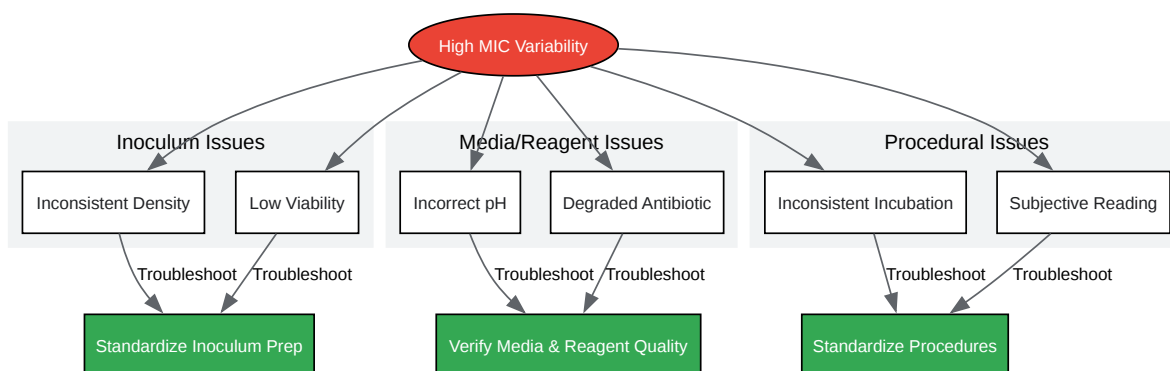 High MIC Variability
Inoculum Issues
Media/Reagent Issues
Procedural Issues
Inconsistent Density
Low Viability
Incorrect pH
Degraded Antibiotic
Inconsistent Incubation
Subjective Reading
Troubleshoot
Troubleshoot
Troubleshoot
Troubleshoot
Troubleshoot
Troubleshoot
Standardize Inoculum Prep
Verify Media & Reagent Quality
Standardize Procedures